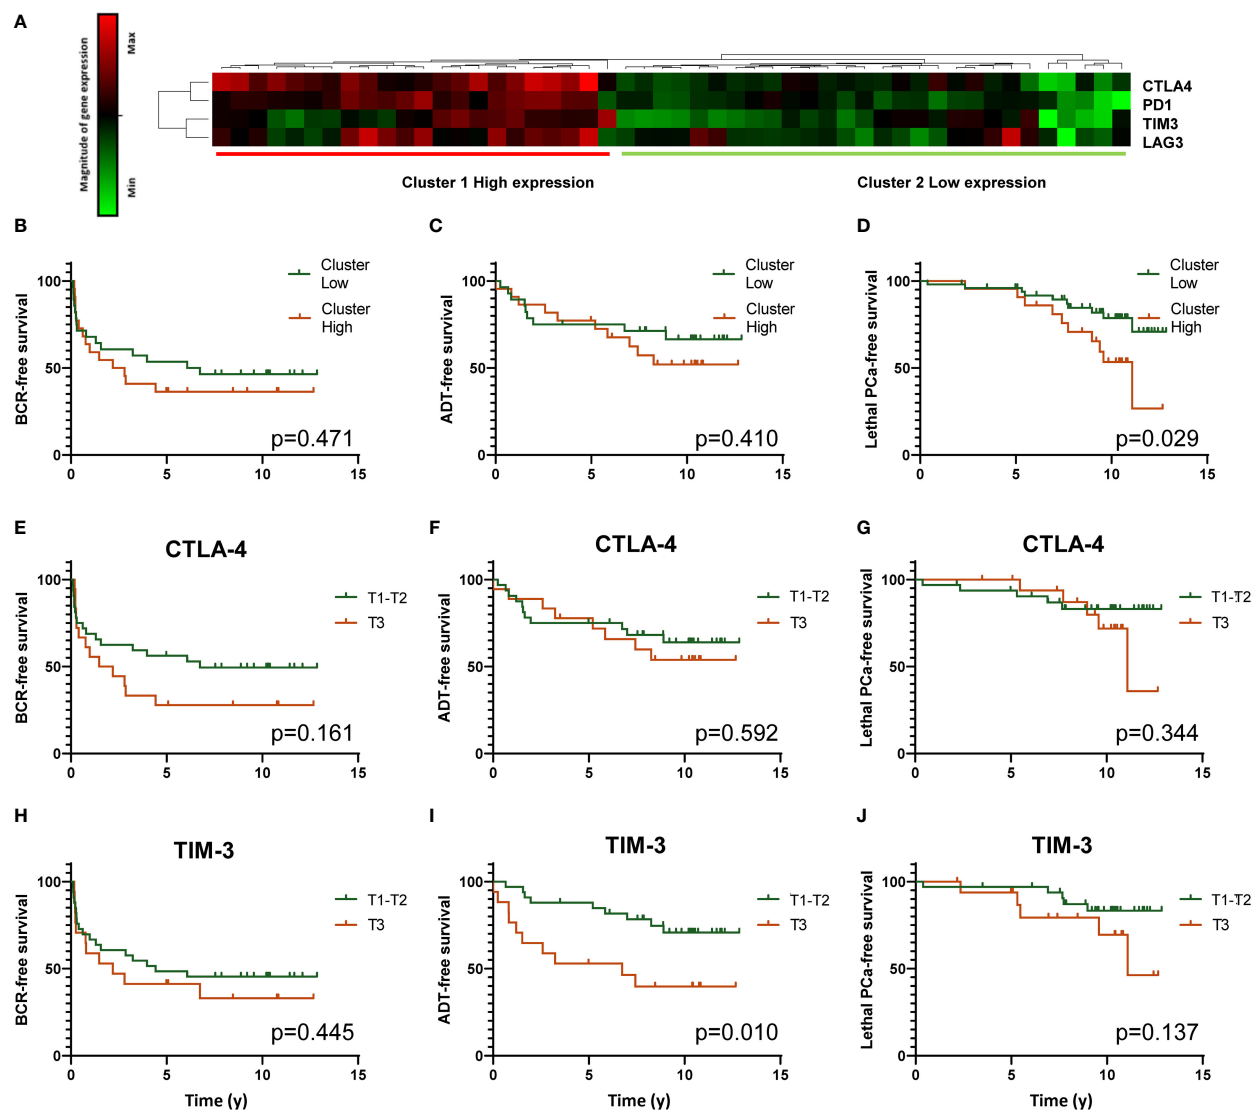 A
Magnitude of gene expression
Max
Min
CTLA4
PD1
TIM3
LAG3
Cluster 1 High expression
Cluster 2 Low expression
B
BCR-free survival
100
50
0
0 5 10 15
Cluster
Low
Cluster
High
p=0.471
C
ADT-free survival
100
50
0
0 5 10 15
Cluster
Low
Cluster
High
p=0.410
D
Lethal PCa-free survival
100
50
0
0 5 10 15
Cluster
Low
Cluster
High
p=0.029
E
CTLA-4
BCR-free survival
100
50
0
0 5 10 15
T1-T2
T3
p=0.161
F
CTLA-4
ADT-free survival
100
50
0
0 5 10 15
T1-T2
T3
p=0.592
G
CTLA-4
Lethal PCa-free survival
100
50
0
0 5 10 15
T1-T2
T3
p=0.344
H
TIM-3
BCR-free survival
100
50
0
0 5 10 15
T1-T2
T3
p=0.445
Time (y)
I
TIM-3
ADT-free survival
100
50
0
0 5 10 15
T1-T2
T3
p=0.010
Time (y)
J
TIM-3
Lethal PCa-free survival
100
50
0
0 5 10 15
T1-T2
T3
p=0.137
Time (y)